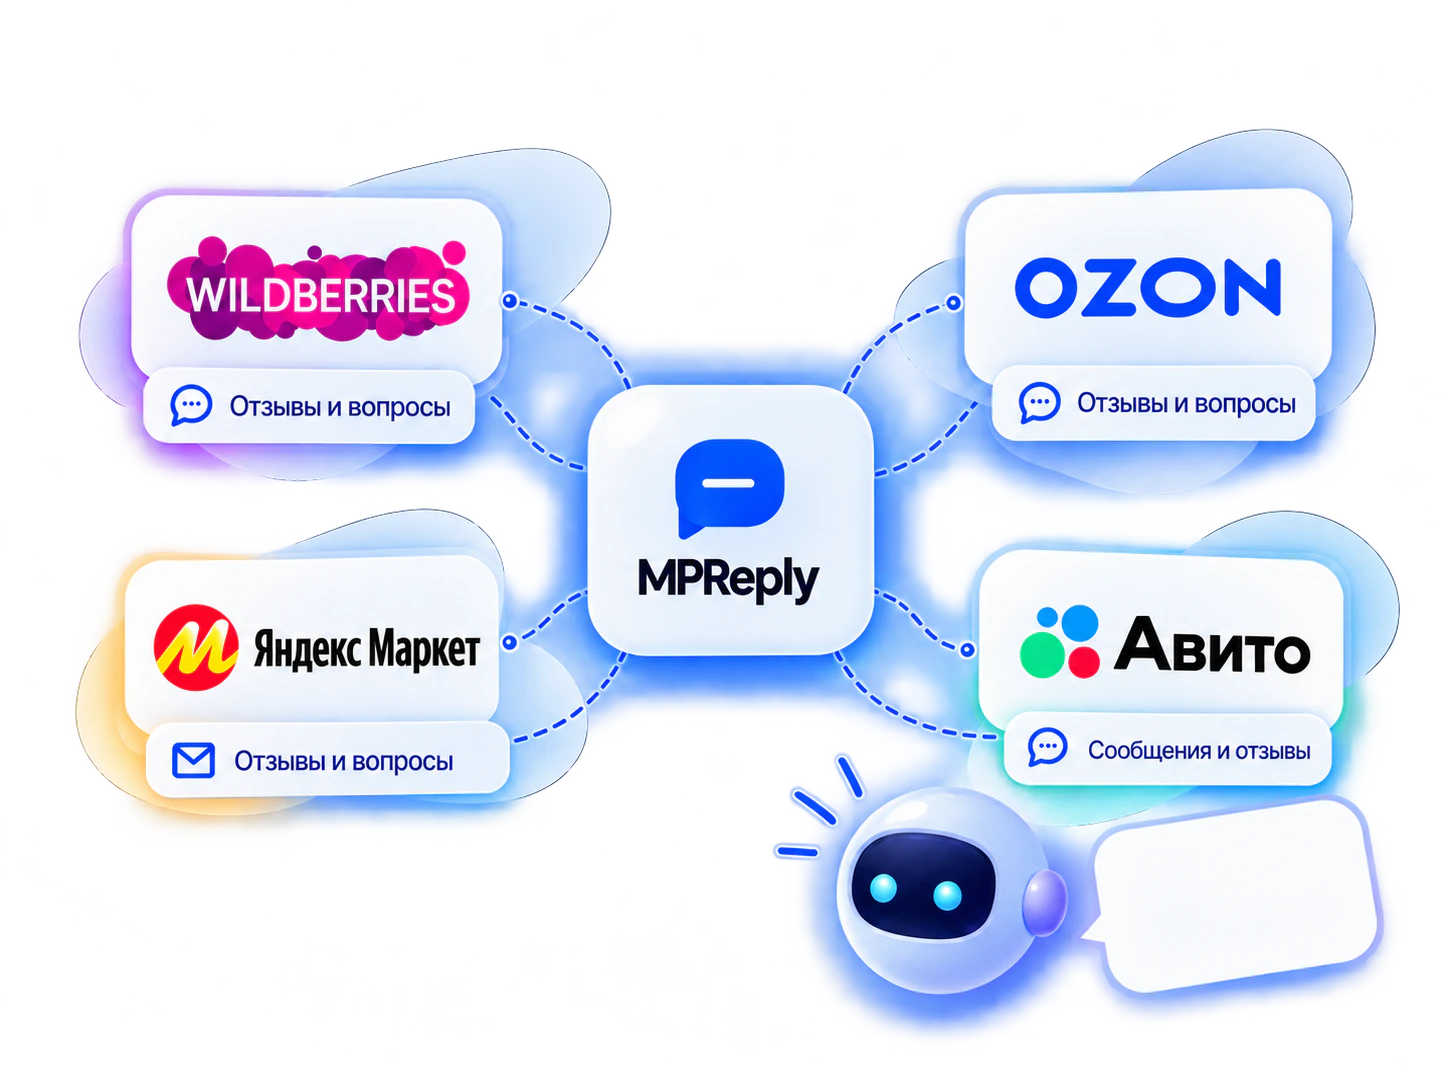 WILDBERRIES
Отзывы и вопросы
OZON
Отзывы и вопросы
MPReply
Яндекс Маркет
Отзывы и вопросы
Авито
Сообщения и отзывы